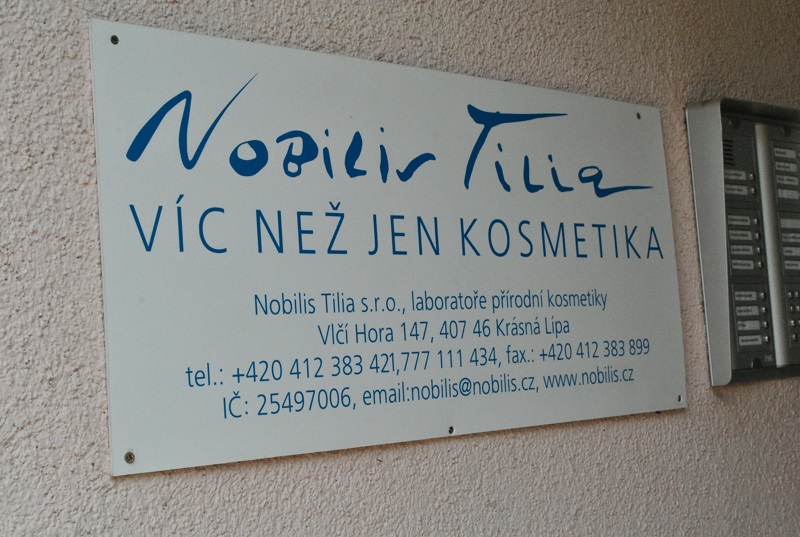 Nobilis Tilia
VÍC NEŽ JEN KOSMETIKA
Nobilis Tilia s.r.o., laboratoře přírodní kosmetiky
Vlčí Hora 147, 407 46 Krásná Lípa
tel.: +420 412 383 421,777 111 434, fax.: +420 412 383 899
IČ: 25497006, email:nobilis@nobilis.cz, www.nobilis.cz